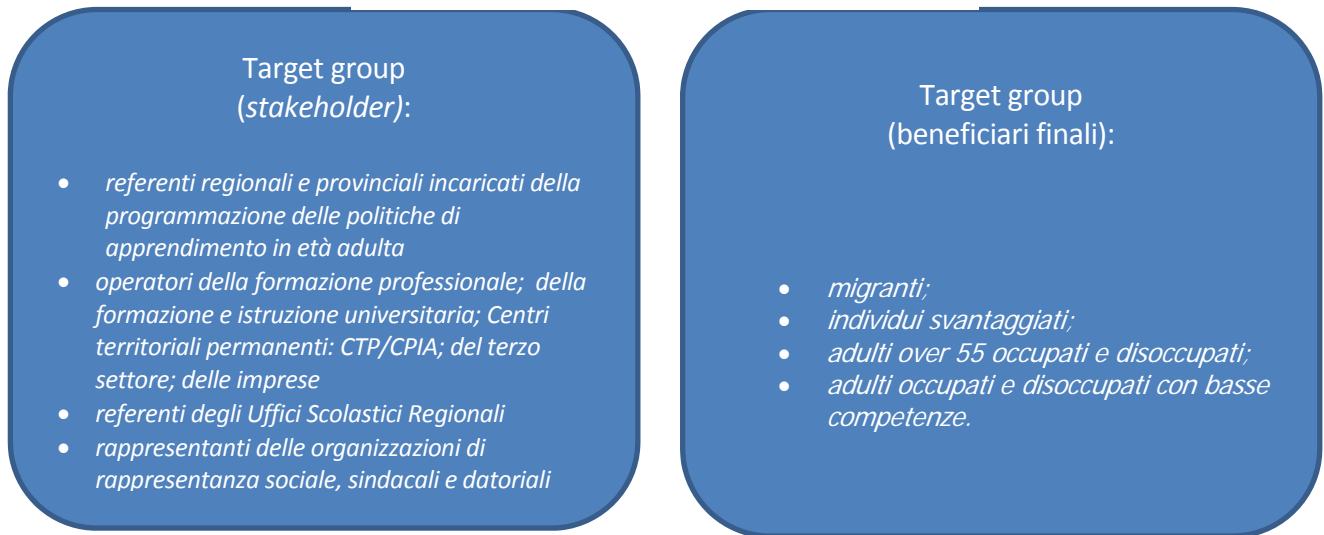 Target group
(stakeholder):
• referenti regionali e provinciali incaricati della
programmazione delle politiche di
apprendimento in età adulta
• operatori della formazione professionale; della
formazione e istruzione universitaria; Centri
territoriali permanenti: CTP/CPIA; del terzo
settore; delle imprese
• referenti degli Uffici Scolastici Regionali
• rappresentanti delle organizzazioni di
rappresentanza sociale, sindacali e datoriali
Target group
(beneficiari finali):
• migranti;
• individui svantaggiati;
• adulti over 55 occupati e disoccupati;
• adulti occupati e disoccupati con basse
competenze.